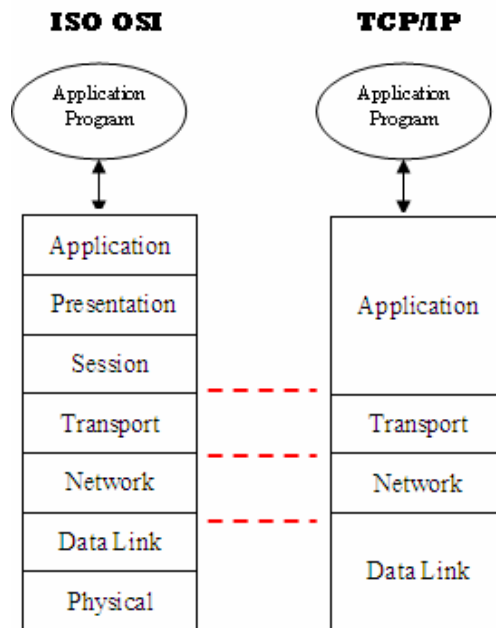 ISO OSI
Application
Program
Application
Presentation
Session
Transport
Network
Data Link
Physical
TCP/IP
Application
Program
Application
Transport
Network
Data Link